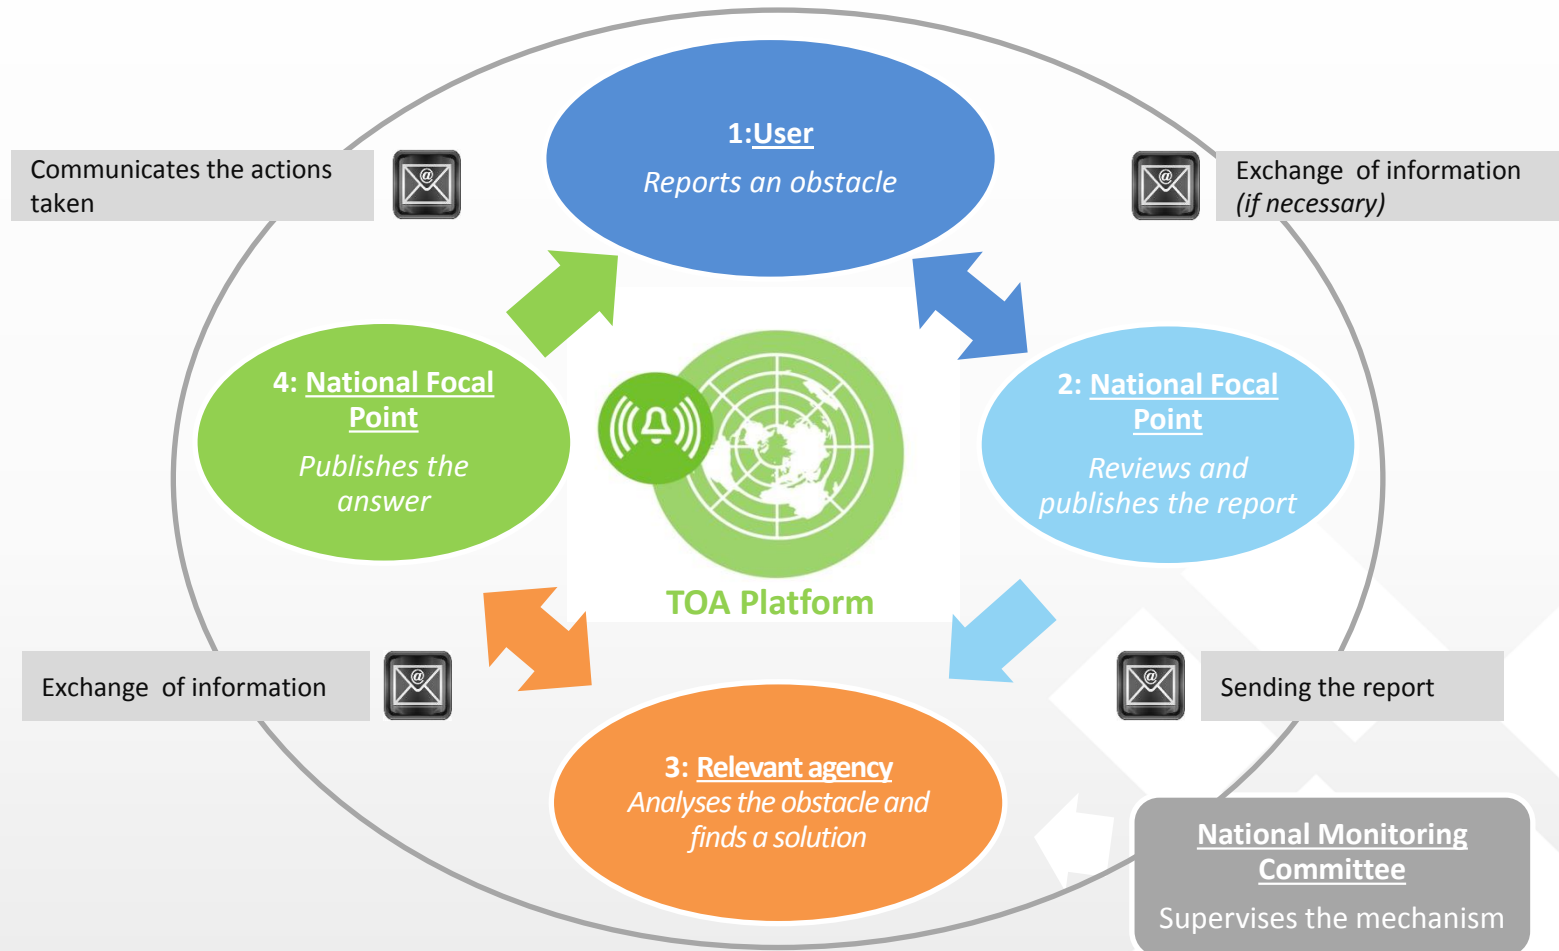 1:User
Reports an obstacle
Communicates the actions
taken
@
@
Exchange of information
(if necessary)
4: National Focal
Point
Publishes the
answer
2: National Focal
Point
Reviews and
publishes the report
TOA Platform
Exchange of information
@
@
Sending the report
3: Relevant agency
Analyses the obstacle and
finds a solution
National Monitoring
Committee
Supervises the mechanism